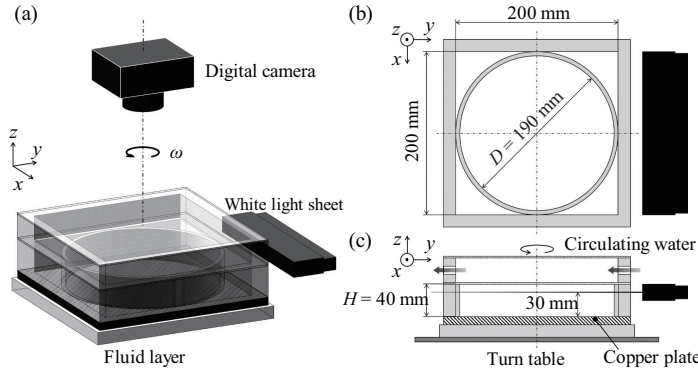 (a)
Digital camera
z
y
x
ω
White light sheet
Fluid layer
(b)
200 mm
z
y
x
200 mm
D = 190 mm
(c)
z
y
x
Circulating water
H = 40 mm
30 mm
Copper plate
Turn table